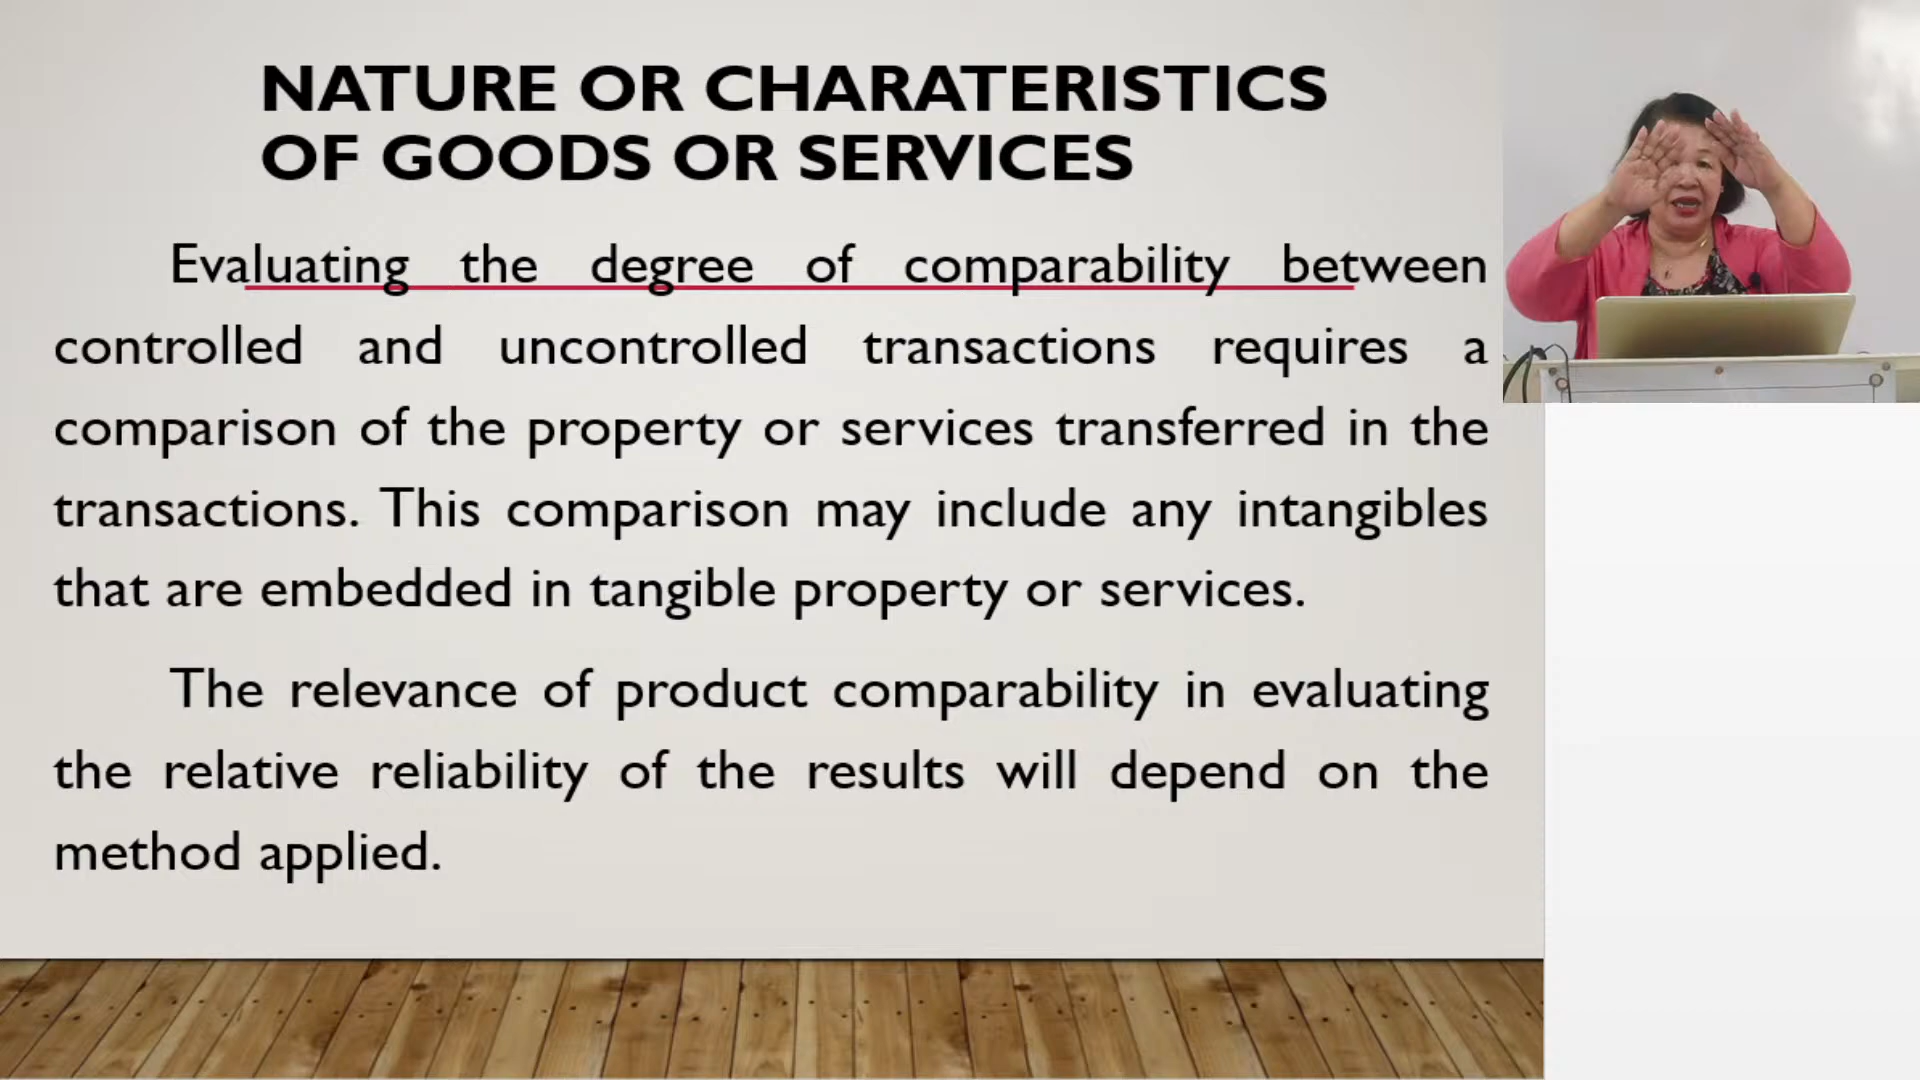 NATURE OR CHARATERISTICS
OF GOODS OR SERVICES
Evaluating the degree of comparability between
controlled and uncontrolled transactions requires a
comparison of the property or services transferred in the
transactions. This comparison may include any intangibles
that are embedded in tangible property or services.
The relevance of product comparability in evaluating
the relative reliability of the results will depend on the
method applied.